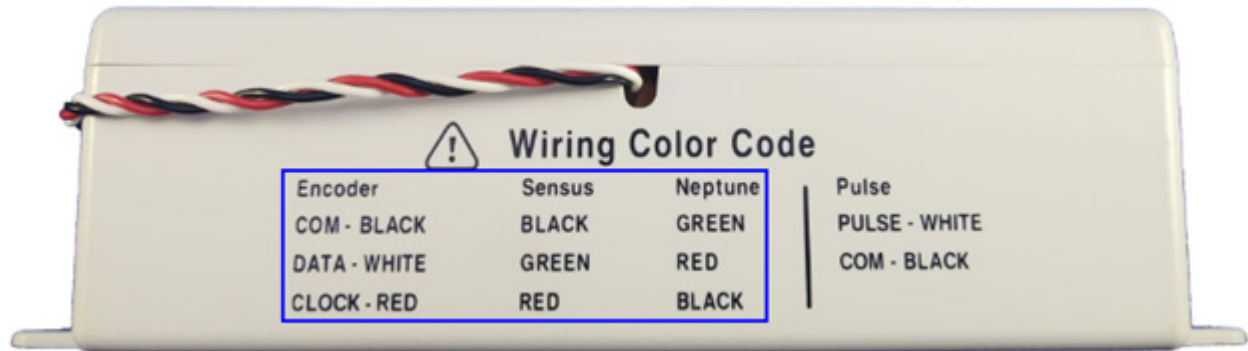 Wiring Color Code
Encoder Sensus Neptune Pulse
COM - BLACK BLACK GREEN PULSE - WHITE
DATA - WHITE GREEN RED COM - BLACK
CLOCK - RED RED BLACK